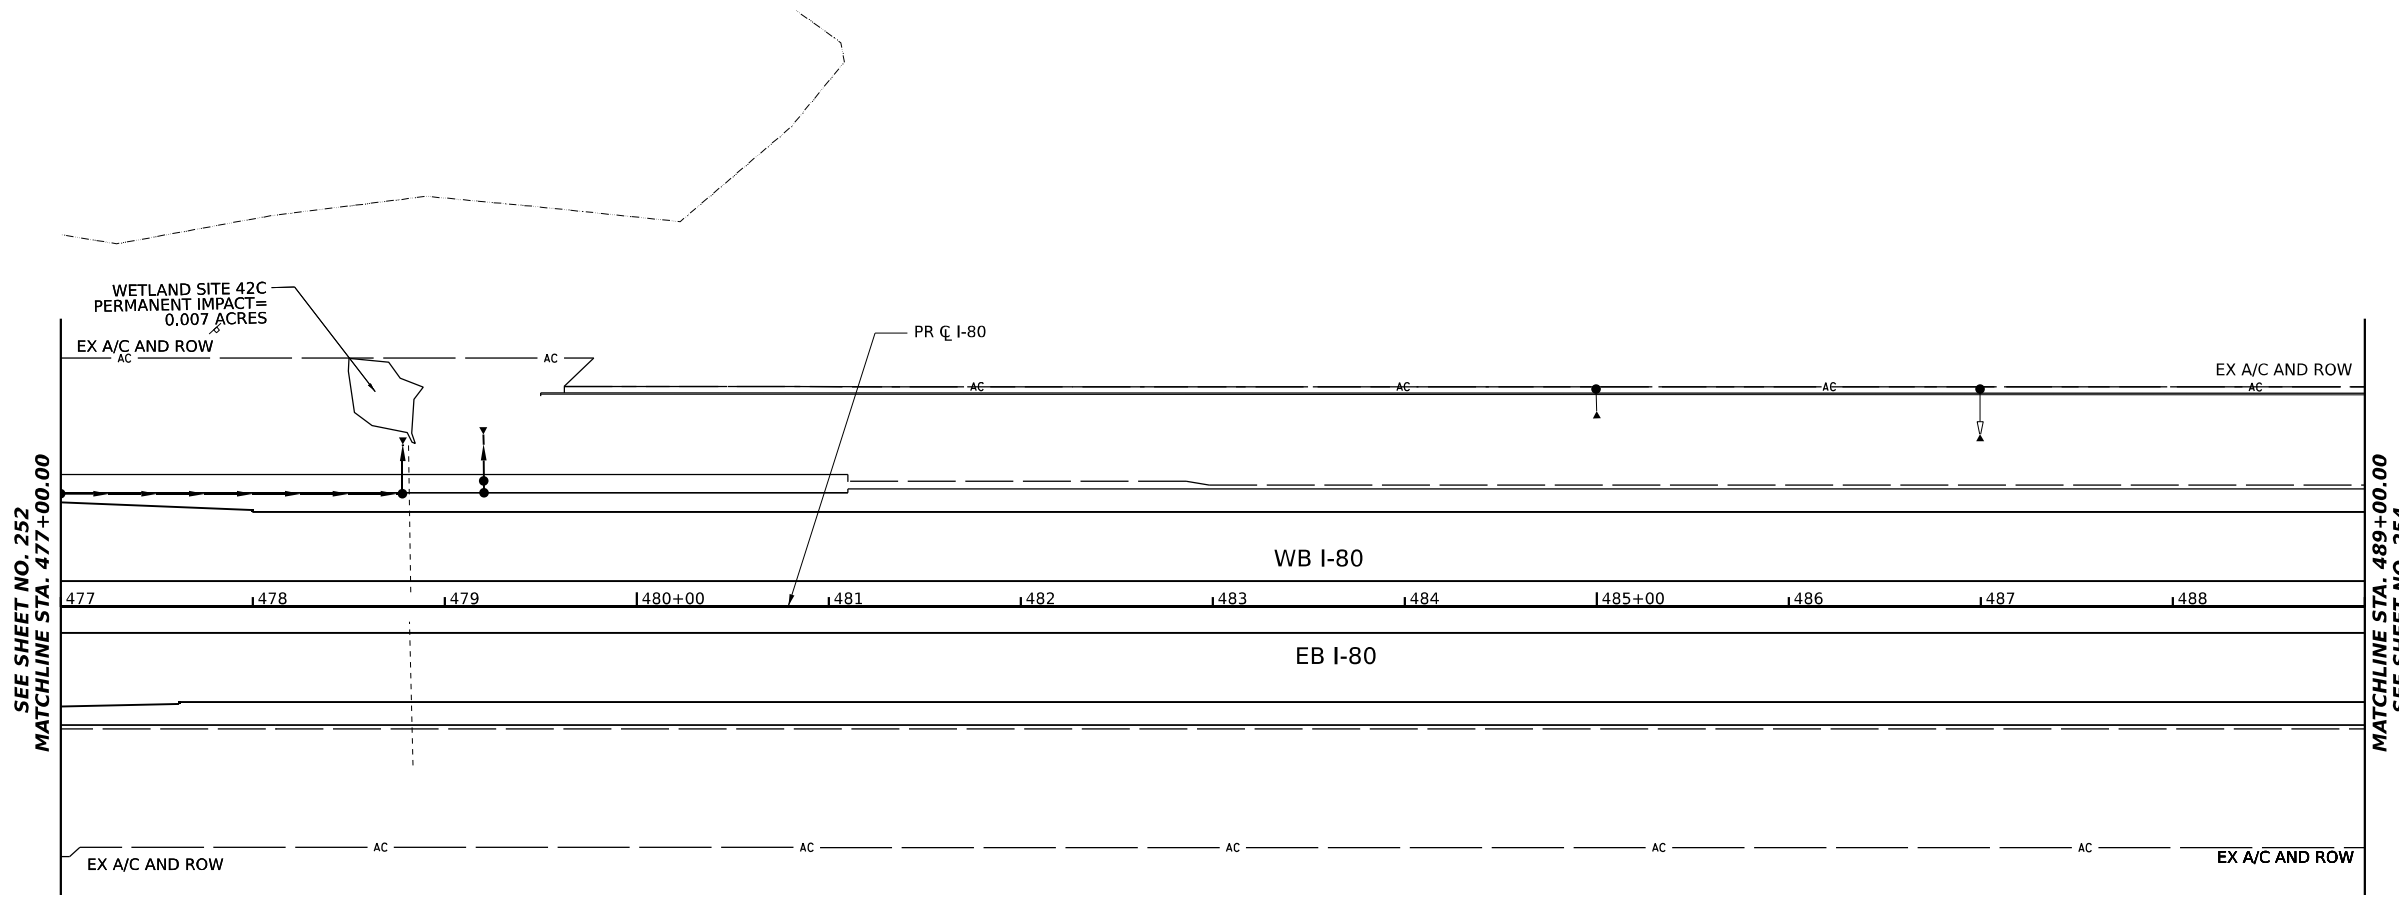 WETLAND SITE 42C
PERMANENT IMPACT=
0.007 ACRES
EX A/C AND ROW
AC
AC
PR ℄ I-80
EX A/C AND ROW
AC
AC
AC
AC
SEE SHEET NO. 252
MATCHLINE STA. 477+00.00
WB I-80
477
478
479
480+00
481
482
483
484
485+00
486
487
488
EB I-80
MATCHLINE STA. 489+00.00
AC
AC
AC
AC
AC
EX A/C AND ROW
EX A/C AND ROW